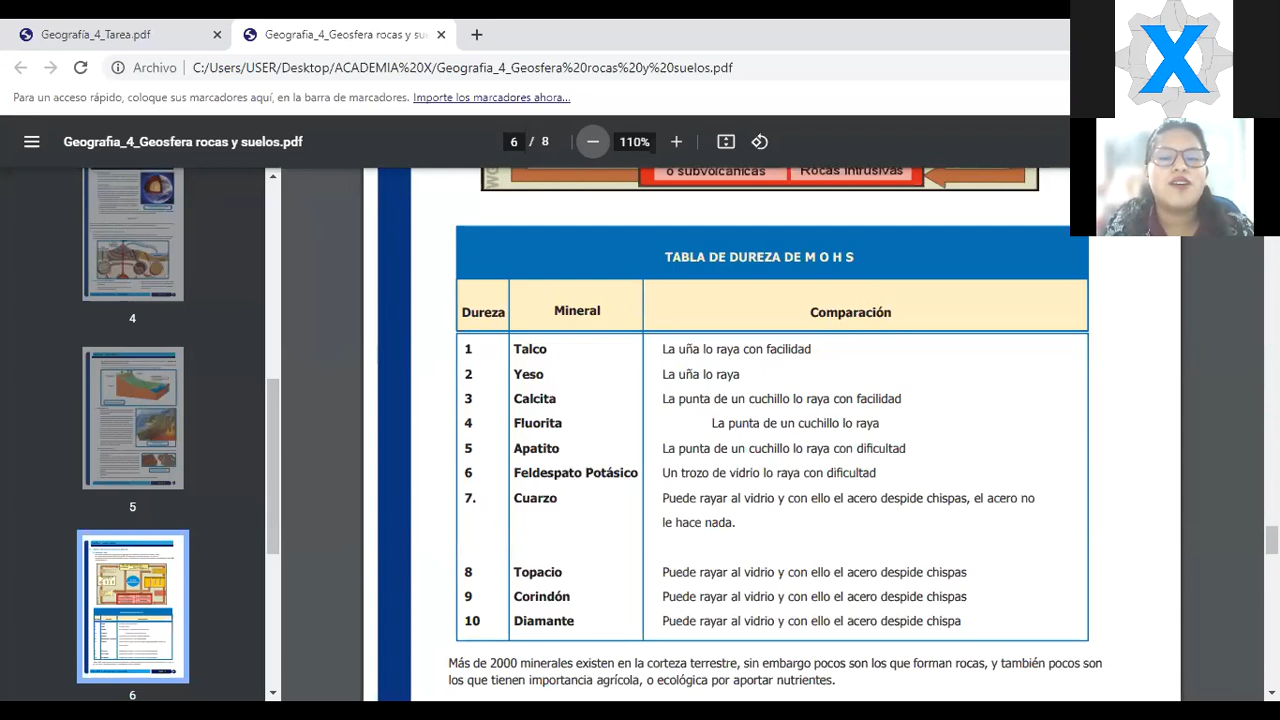 Geografía_4_Tarea.pdf
Geografia_4_Geosfera rocas y su
Archivo
C:/Users/USER/Desktop/ACADEMIA%20X/Geografia_4_Geosfera%20rocas%20y%20suelos.pdf
Para un acceso rápido, coloque sus marcadores aquí, en la barra de marcadores. Importe los marcadores ahora...
Geografia_4_Geosfera rocas y suelos.pdf
6 / 8
110%
X
o subvolcánicas
Rocas intrusivas
4
5
6
TABLA DE DUREZA DE M O H S
Dureza Mineral Comparación
1 Talco La uña lo raya con facilidad
2 Yeso La uña lo raya
3 Calcita La punta de un cuchillo lo raya con facilidad
4 Fluorita La punta de un cuchillo lo raya
5 Apatito La punta de un cuchillo lo raya con dificultad
6 Feldespato Potásico Un trozo de vidrio lo raya con dificultad
7. Cuarzo Puede rayar al vidrio y con ello el acero despide chispas, el acero no
le hace nada.
8 Topacio Puede rayar al vidrio y con ello el acero despide chispas
9 Corindón Puede rayar al vidrio y con ello el acero despide chispas
10 Diamante Puede rayar al vidrio y con ello el acero despide chispa
Más de 2000 minerales existen en la corteza terrestre, sin embargo pocos son los que forman rocas, y también pocos son
los que tienen importancia agrícola, o ecológica por aportar nutrientes.